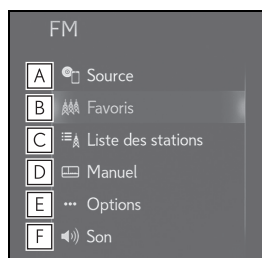 FM
A Source
B Favoris
C Liste des stations
D Manuel
E Options
F Son